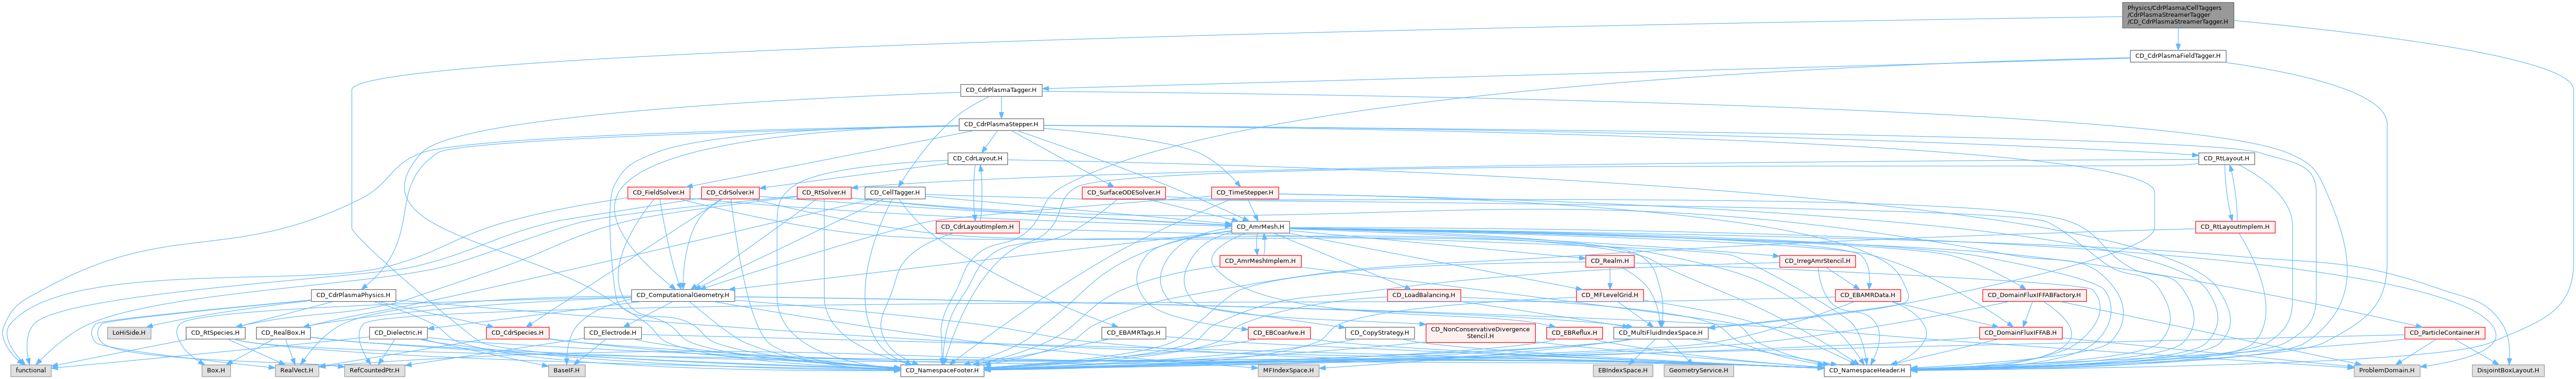 Physics/CdrPlasma/CellTaggers
/CdrPlasmaStreamerTagger
/CD_CdrPlasmaStreamerTagger.H
CD_CdrPlasmaFieldTagger.H
CD_CdrPlasmaTagger.H
CD_CdrPlasmaStepper.H
CD_CdrLayout.H
CD_RtLayout.H
CD_FieldSolver.H
CD_CdrSolver.H
CD_RtSolver.H
CD_CellTagger.H
CD_SurfaceODESolver.H
CD_TimeStepper.H
CD_CdrLayoutImplem.H
CD_AmrMesh.H
CD_RtLayoutImplem.H
CD_AmrMeshImplem.H
CD_Realm.H
CD_IrregAmrStencil.H
CD_CdrPlasmaPhysics.H
CD_ComputationalGeometry.H
CD_LoadBalancing.H
CD_MFLevelGrid.H
CD_EBAMRData.H
CD_DomainFluxIFFABFactory.H
LoHiSide.H
CD_RtSpecies.H
CD_RealBox.H
CD_Dielectric.H
CD_CdrSpecies.H
CD_Electrode.H
CD_EBAMRTags.H
CD_EBCoarAve.H
CD_CopyStrategy.H
CD_NonConservativeDivergence
Stencil.H
CD_EBReflux.H
CD_MultiFluidIndexSpace.H
CD_DomainFluxIFFAB.H
CD_ParticleContainer.H
functional
Box.H
RealVect.H
RefCountedPtr.H
BaseIF.H
CD_NamespaceFooter.H
MFIndexSpace.H
EBIndexSpace.H
GeometryService.H
CD_NamespaceHeader.H
ProblemDomain.H
DisjointBoxLayout.H